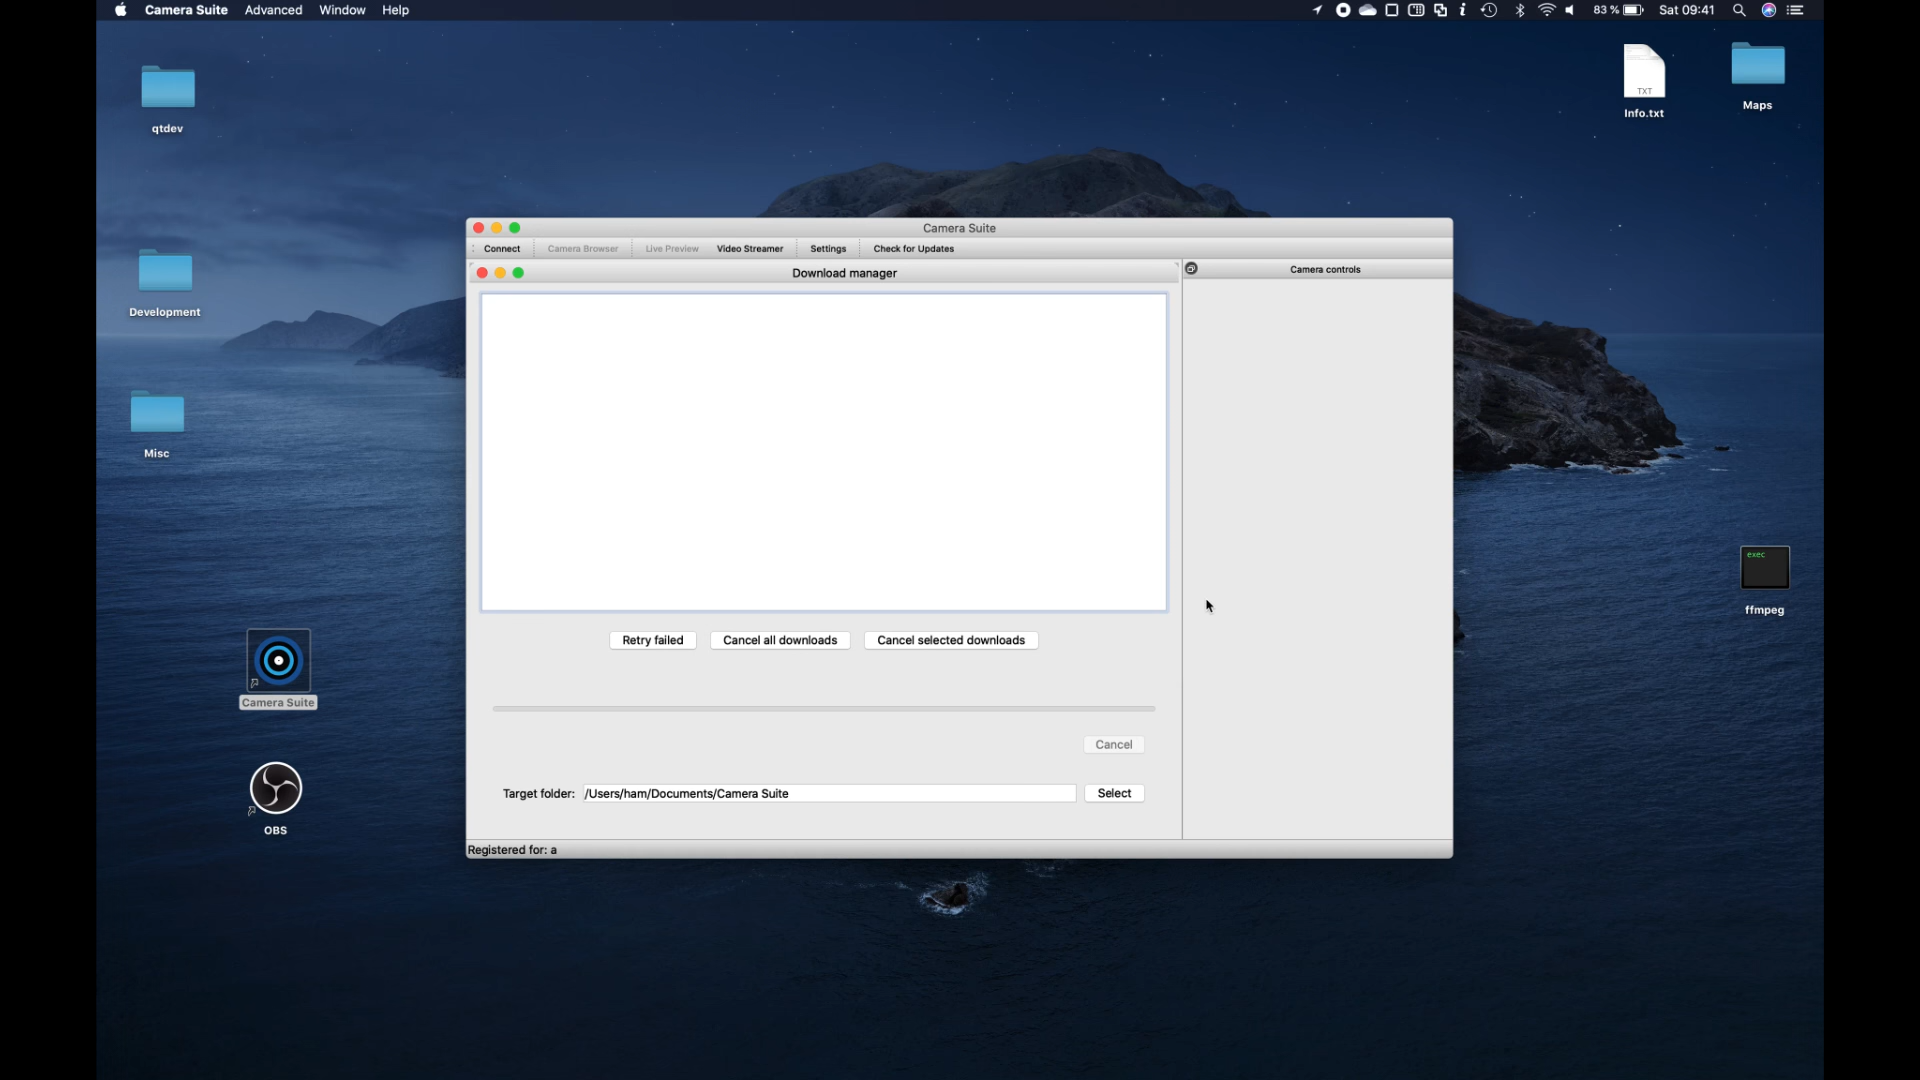 Camera Suite Advanced Window Help 83 % Sat 09:41
qtdev
TXT
Info.txt
Maps
Camera Suite
Connect Camera Browser Live Preview Video Streamer Settings Check for Updates
Download manager
Camera controls
Development
Misc
exec
ffmpeg
Retry failed Cancel all downloads Cancel selected downloads
Camera Suite
Cancel
Target folder: /Users/ham/Documents/Camera Suite Select
OBS
Registered for: a